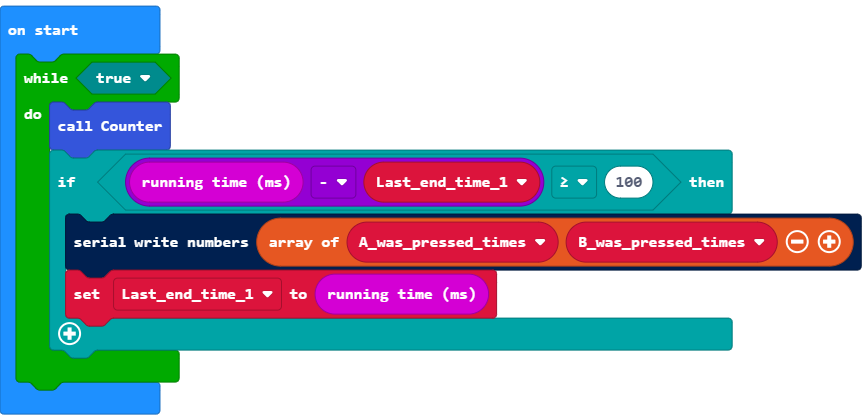 on start
while true
do
call Counter
if running time (ms) - Last_end_time_1 ≥ 100 then
serial write numbers array of A_was_pressed_times B_was_pressed_times
set Last_end_time_1 to running time (ms)